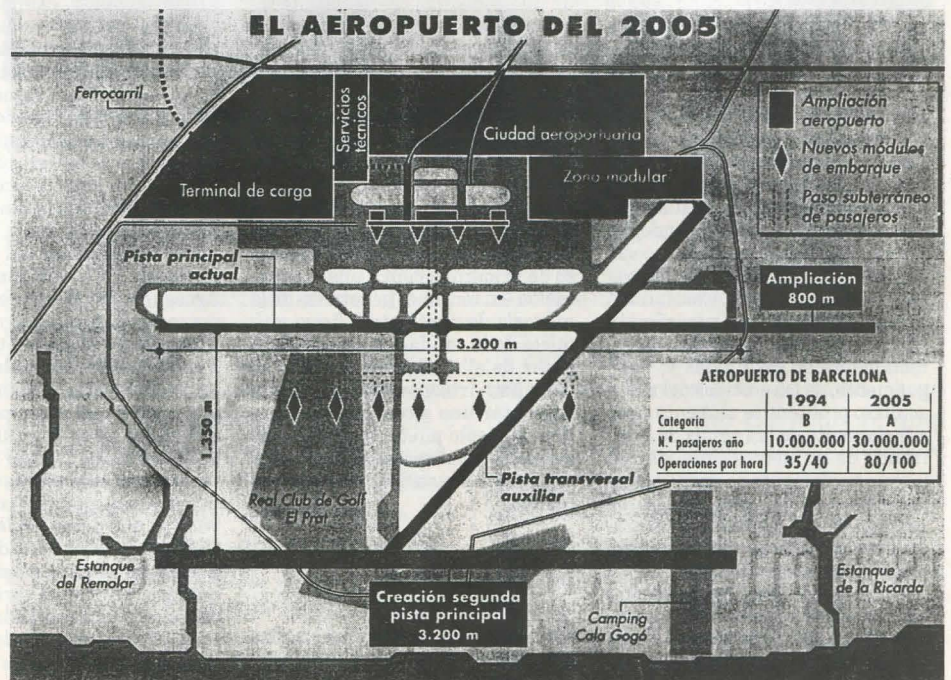 EL AEROPUERTO DEL 2005
Ferrocarril
Servicios
técnicos
Ciudad aeroportuaria
Terminal de carga
Zona modular
Ampliación
aeropuerto
Nuevos módulos
de embarque
Paso subterráneo
de pasajeros
Pista principal
actual
Ampliación
800 m
3.200 m
1.350 m
AEROPUERTO DE BARCELONA
1994 2005
Categoría B A
N.º pasajeros año 10.000.000 30.000.000
Operaciones por hora 35/40 80/100
Pista transversal
auxiliar
Real Club de Golf
El Prat
Estanque
del Remolar
Creación segunda
pista principal
3.200 m
Camping
Cala Gogó
Estanque
de la Ricarda